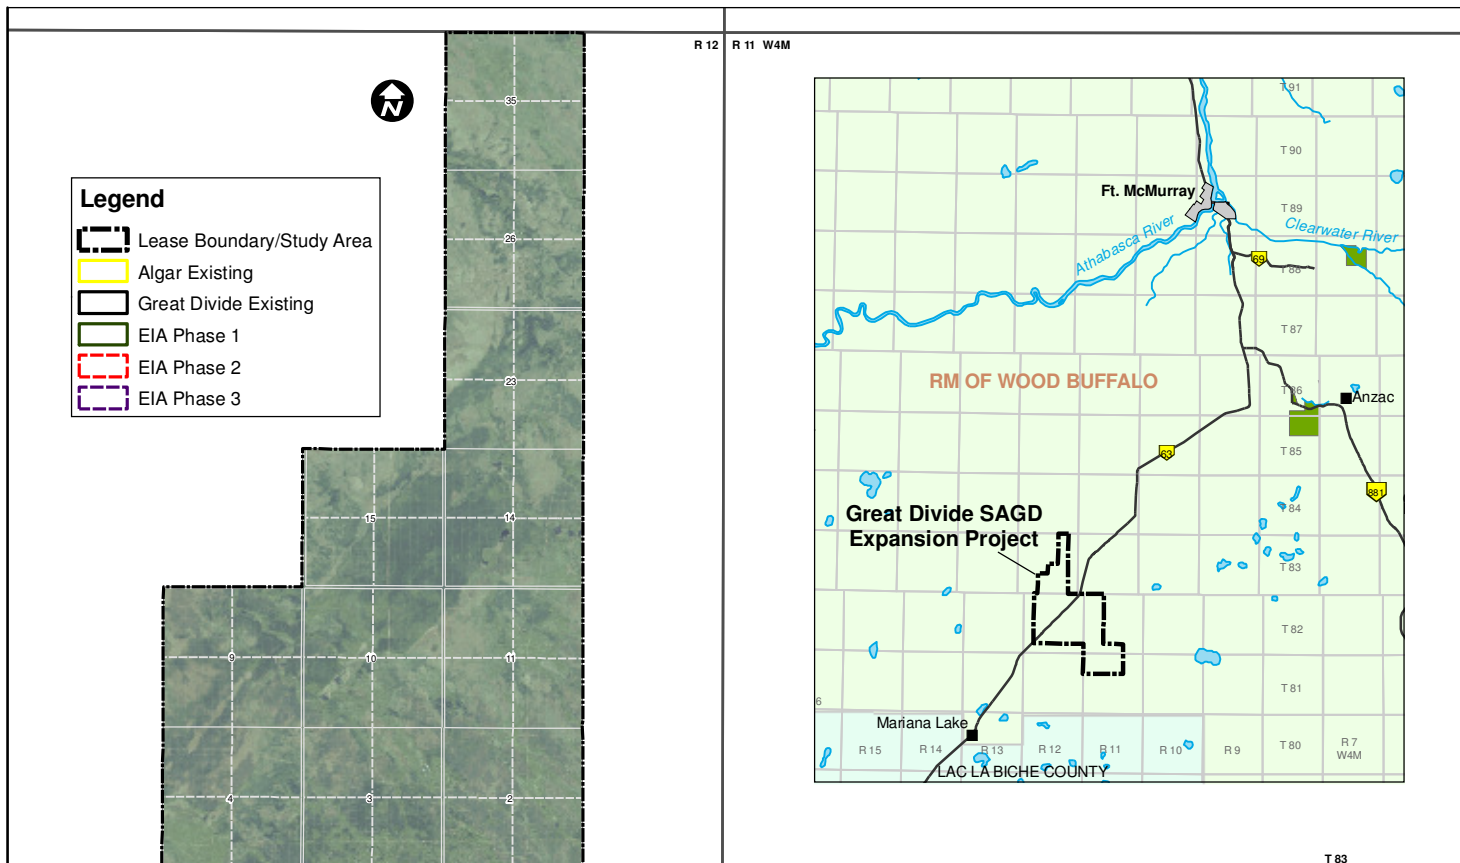 R 12
R 11 W4M
N
Legend
Lease Boundary/Study Area
Algar Existing
Great Divide Existing
EIA Phase 1
EIA Phase 2
EIA Phase 3
35
26
23
15
14
9
10
11
4
3
2
T 91
T 90
Ft. McMurray
T 89
Athabasca River
Clearwater River
69
T 88
T 87
RM OF WOOD BUFFALO
T 86
Anzac
63
T 85
881
Great Divide SAGD
Expansion Project
T 84
T 83
T 82
T 81
6
Mariana Lake
R 15
R 14
R 13
R 12
R 11
R 10
R 9
T 80
R 7
W4M
LAC LA BICHE COUNTY
T 83